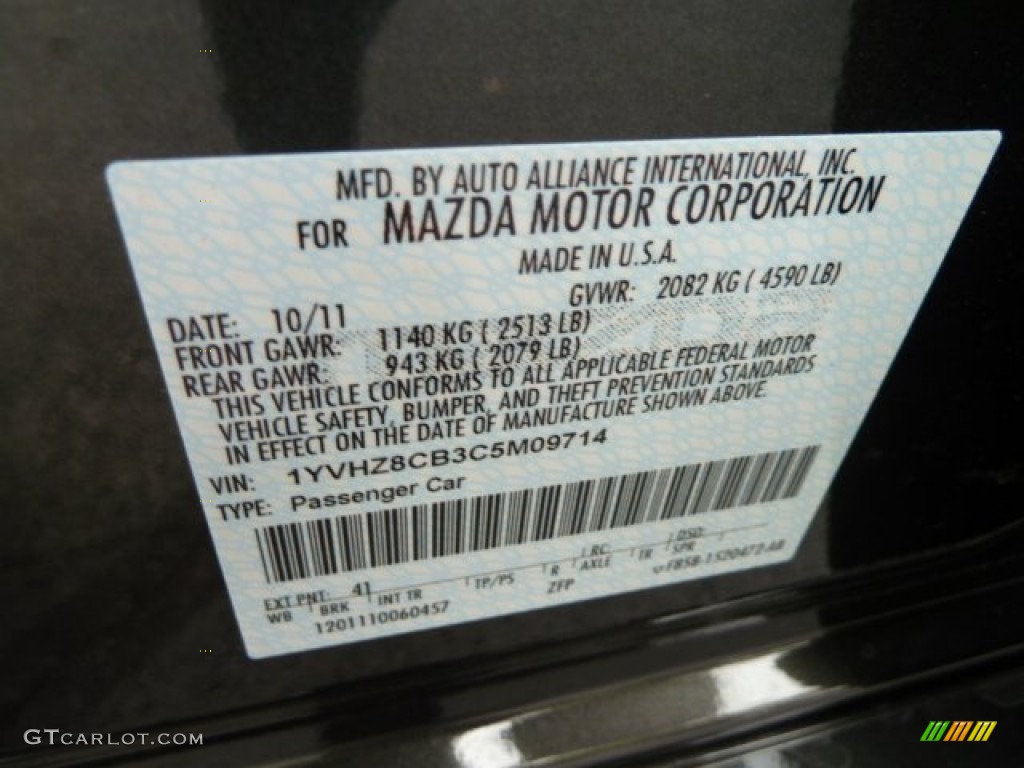 MFD. BY AUTO ALLIANCE INTERNATIONAL, INC.
FOR MAZDA MOTOR CORPORATION
MADE IN U.S.A.
GVWR: 2082 KG ( 4590 LB)
DATE: 10/11
FRONT GAWR: 1140 KG ( 2513 LB)
REAR GAWR: 943 KG ( 2079 LB)
THIS VEHICLE CONFORMS TO ALL APPLICABLE FEDERAL MOTOR
VEHICLE SAFETY, BUMPER, AND THEFT PREVENTION STANDARDS
IN EFFECT ON THE DATE OF MANUFACTURE SHOWN ABOVE.
VIN: 1YVHZ8CB3C5M09714
TYPE: Passenger Car
EXT PNT: 41 RC: DSO:
WB BRK INT TR TP/PS R AXLE TR SPR
ZFP
1201110060457
F85B-1520472-AB
GTCARLOT.COM